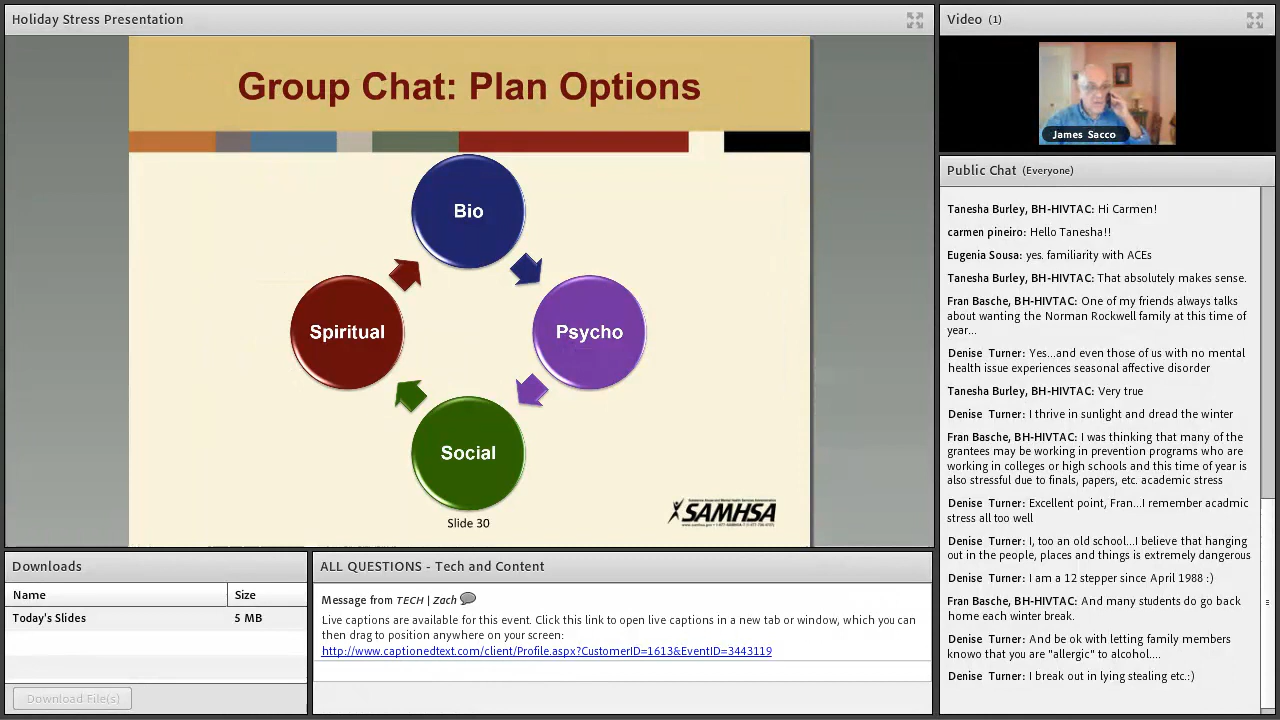 Holiday Stress Presentation
Group Chat: Plan Options
Bio
Spiritual
Psycho
Social
Slide 30
SAMHSA
Video (1)
James Sacco
Public Chat (Everyone)
Tanesha Burley, BH-HIVTAC: Hi Carmen!
carmen pineiro: Hello Tanesha!!
Eugenia Sousa: yes. familiarity with ACEs
Tanesha Burley, BH-HIVTAC: That absolutely makes sense.
Fran Basche, BH-HIVTAC: One of my friends always talks
about wanting the Norman Rockwell family at this time of
year...
Denise Turner: Yes...and even those of us with no mental
health issue experiences seasonal affective disorder
Tanesha Burley, BH-HIVTAC: Very true
Denise Turner: I thrive in sunlight and dread the winter
Fran Basche, BH-HIVTAC: I was thinking that many of the
grantees may be working in prevention programs who are
working in colleges or high schools and this time of year is
also stressful due to finals, papers, etc. academic stress
Denise Turner: Excellent point, Fran...I remember acadmic
stress all too well
Denise Turner: I, too an old school...I believe that hanging
out in the people, places and things is extremely dangerous
Denise Turner: I am a 12 stepper since April 1988 :)
Fran Basche, BH-HIVTAC: And many students do go back
home each winter break.
Denise Turner: And be ok with letting family members
knowo that you are "allergic" to alcohol....
Denise Turner: I break out in lying stealing etc.:)
Downloads
Name Size
Today's Slides 5 MB
Download File(s)
ALL QUESTIONS - Tech and Content
Message from TECH | Zach
Live captions are available for this event. Click this link to open live captions in a new tab or window, which you can
then drag to position anywhere on your screen:
http://www.captionedtext.com/client/Profile.aspx?CustomerID=1613&EventID=3443119